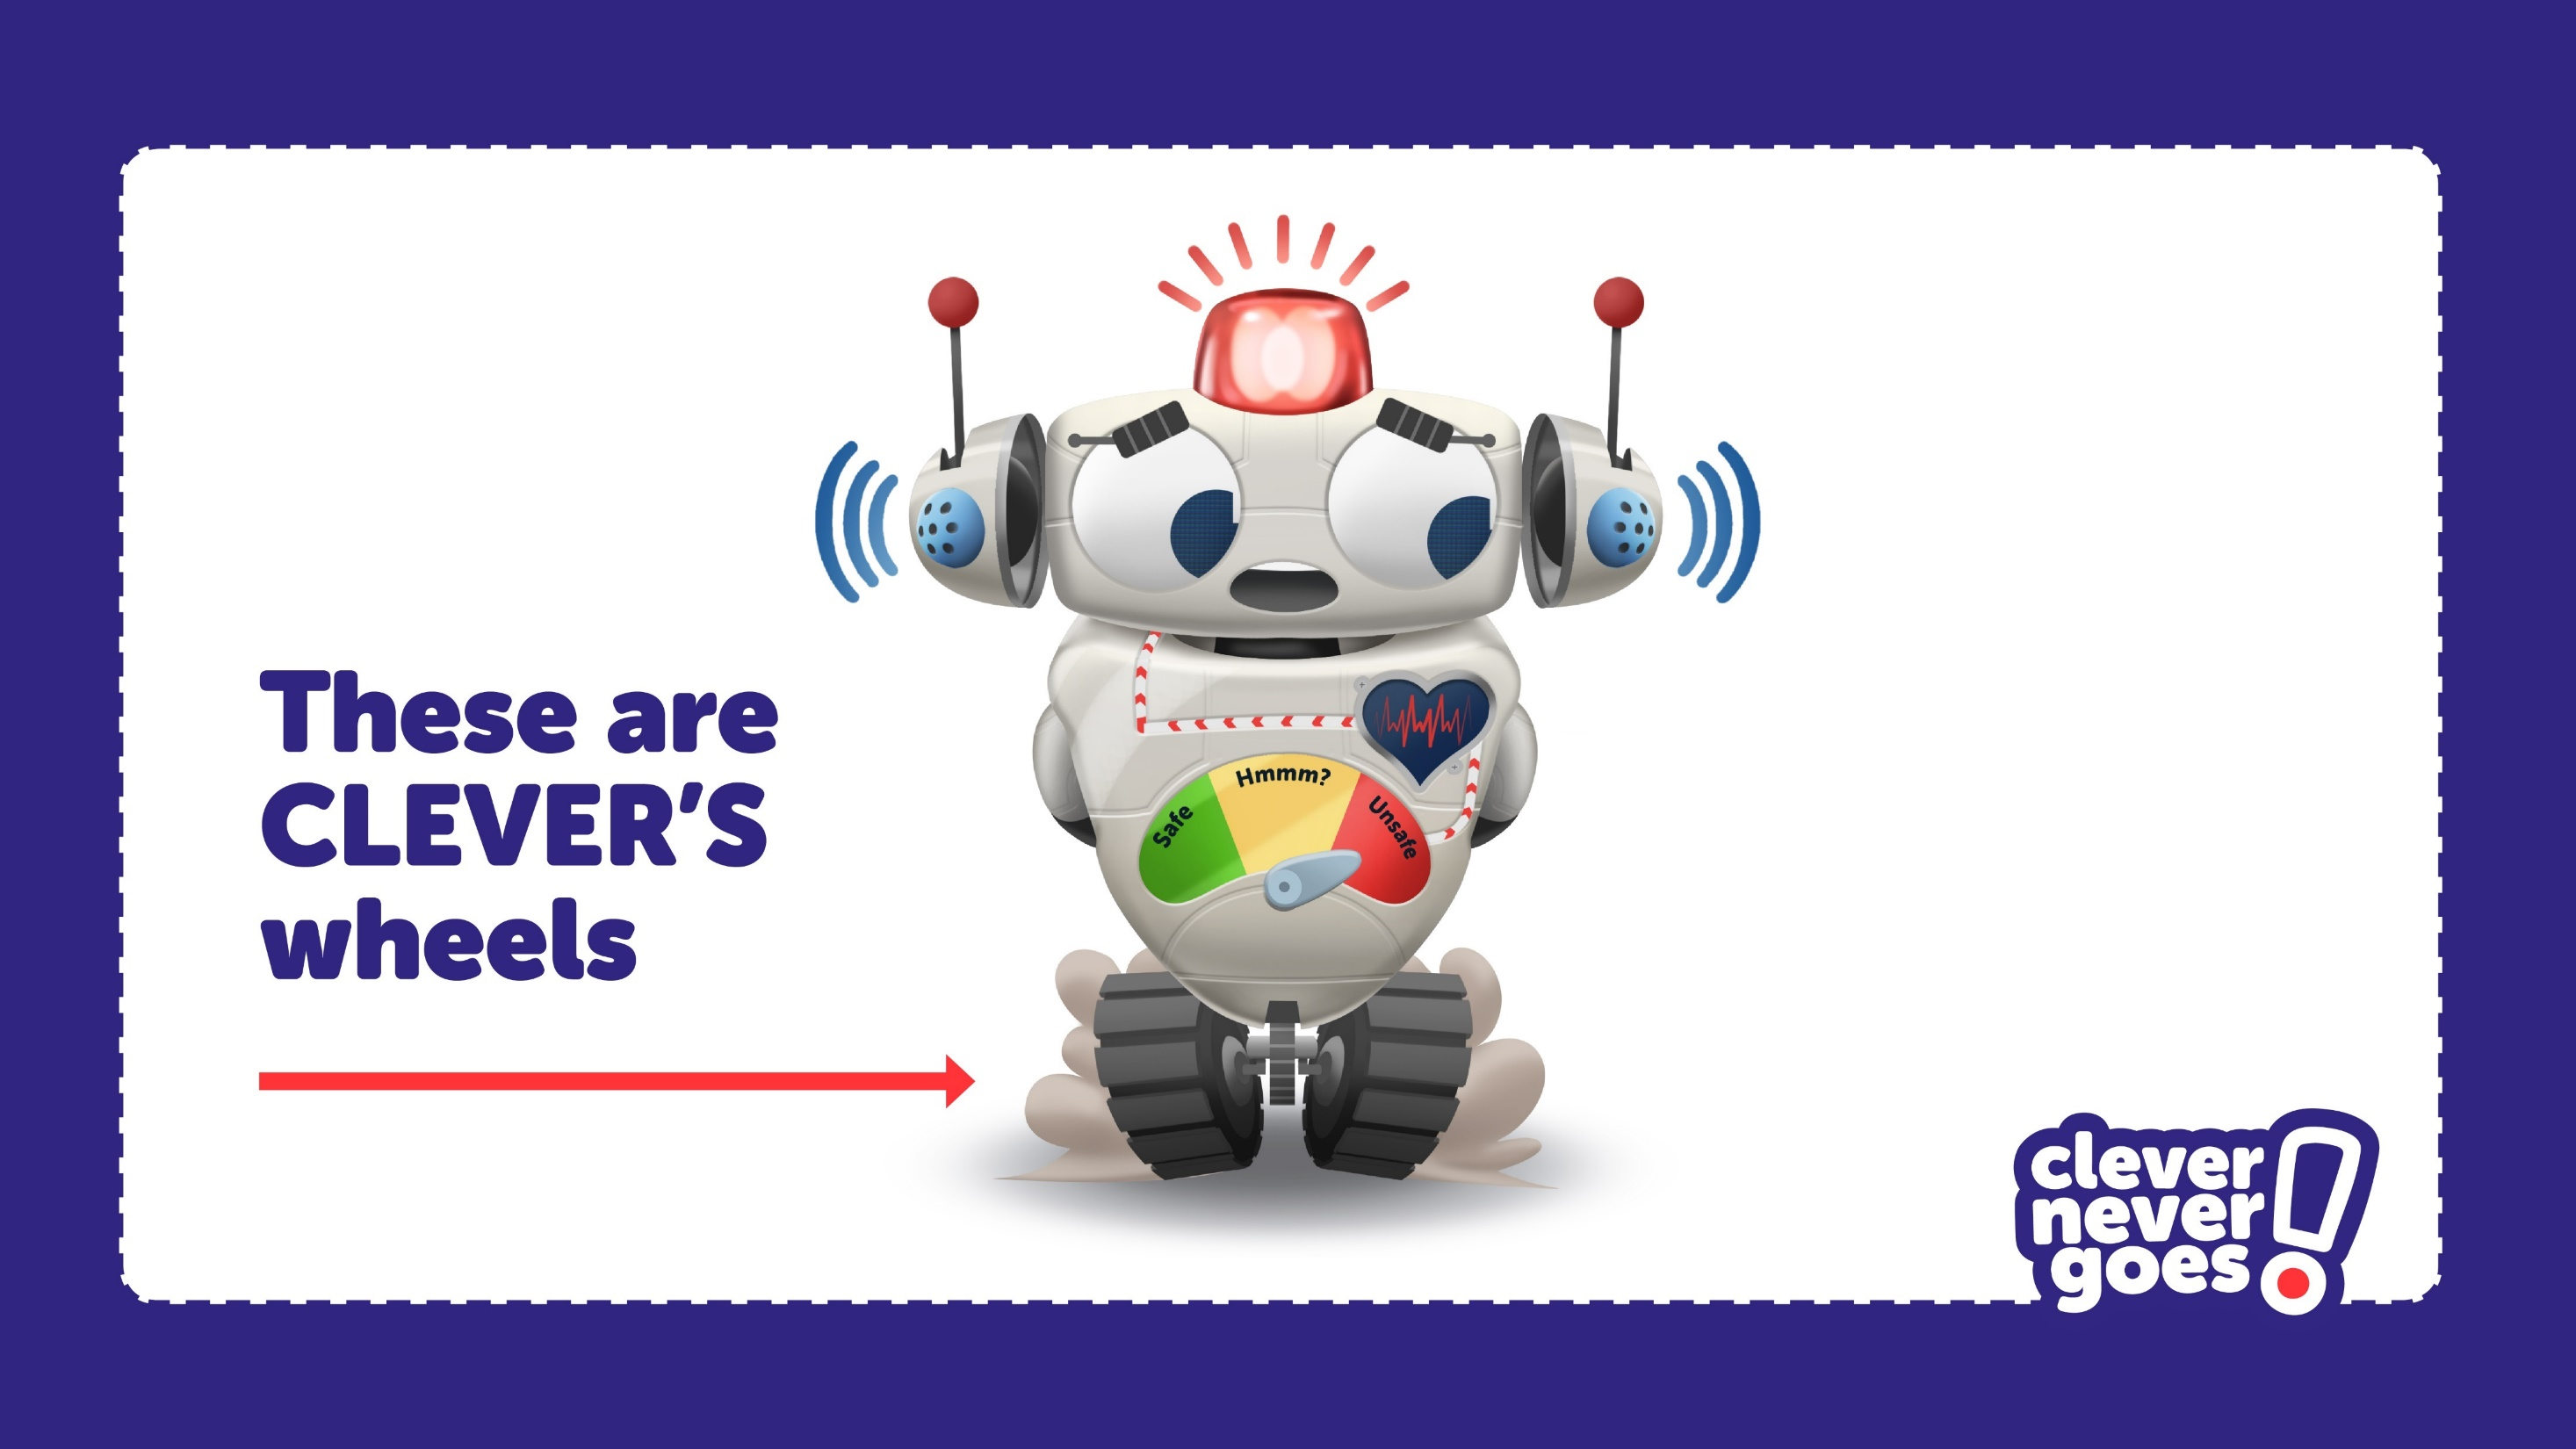 These are
CLEVER’S
wheels
Safe
Hmmm?
Unsafe
clever
never
goes!